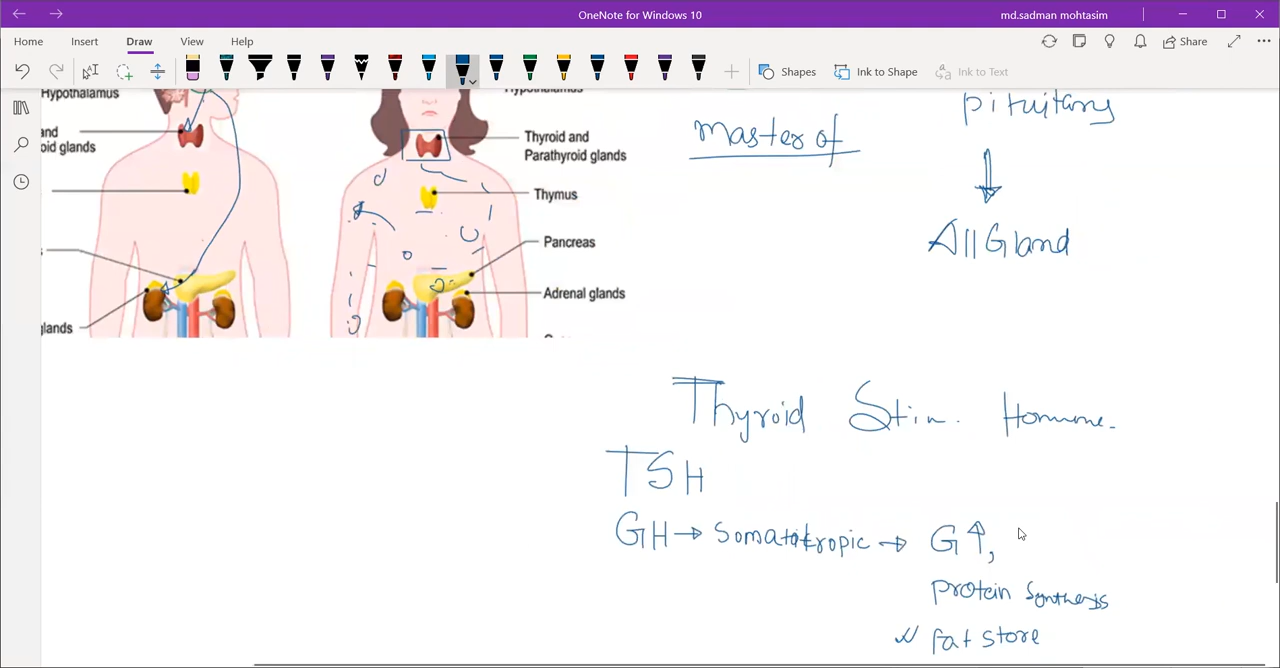 OneNote for Windows 10
md.sadman mohtasim
Home Insert Draw View Help
Share
Shapes
Ink to Shape
Ink to Text
Hypothalamus
and
oid glands
glands
Hypothalamus
Thyroid and
Parathyroid glands
Thymus
Pancreas
Adrenal glands
master of
pituitary
All Gland
Thyroid Stim. Hormone.
TSH
GH → Somatotropic → G↑,
protein synthesis
fat store